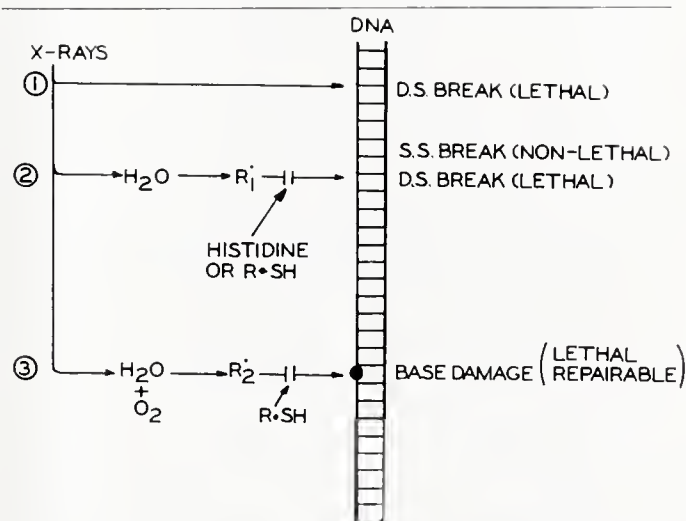 DNA
X-RAYS
① D.S. BREAK (LETHAL)
S.S. BREAK (NON-LETHAL)
② H₂O R₁˙ D.S. BREAK (LETHAL)
HISTIDINE
OR R•SH
③ H₂O R₂˙ BASE DAMAGE (LETHAL
REPAIRABLE)
+
O₂
R•SH